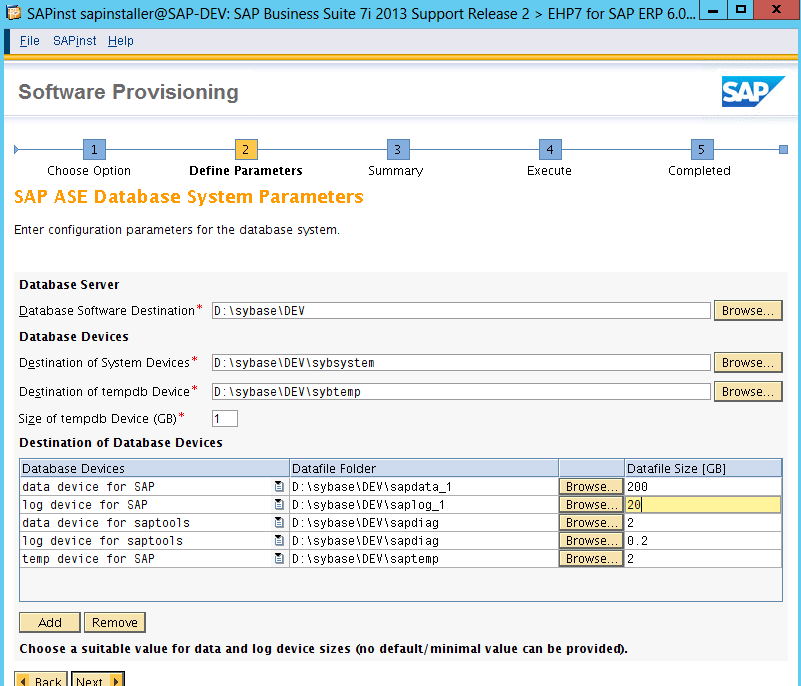 SAPinst sapinstaller@SAP-DEV: SAP Business Suite 7i 2013 Support Release 2 > EHP7 for SAP ERP 6.0...
File SAPinst Help
Software Provisioning
SAP
1 2 3 4 5
Choose Option Define Parameters Summary Execute Completed
SAP ASE Database System Parameters
Enter configuration parameters for the database system.
Database Server
Database Software Destination* D:\sybase\DEV Browse...
Database Devices
Destination of System Devices* D:\sybase\DEV\sybsystem Browse...
Destination of tempdb Device* D:\sybase\DEV\sybtemp Browse...
Size of tempdb Device (GB)* 1
Destination of Database Devices
Database Devices Datafile Folder Datafile Size [GB]
data device for SAP D:\sybase\DEV\sapdata_1 Browse... 200
log device for SAP D:\sybase\DEV\saplog_1 Browse... 20
data device for saptools D:\sybase\DEV\sapdiag Browse... 2
log device for saptools D:\sybase\DEV\sapdiag Browse... 0.2
temp device for SAP D:\sybase\DEV\saptemp Browse... 2
Add Remove
Choose a suitable value for data and log device sizes (no default/minimal value can be provided).
Back Next